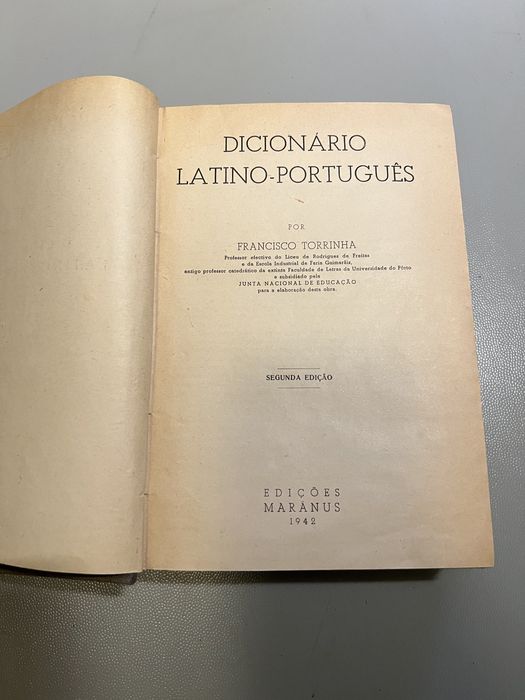 DICIONÁRIO
LATINO-PORTUGUÊS
POR
FRANCISCO TORRINHA
Professor efectivo do Liceu de Rodrigues de Freitas
e da Escola Industrial de Faria Guimarãis,
antigo professor catedrático da extinta Faculdade de Letras da Universidade do Pôrto
e subsidiado pela
JUNTA NACIONAL DE EDUCAÇÃO
para a elaboração desta obra.
SEGUNDA EDIÇÃO
EDIÇÕES
MARÂNUS
1942